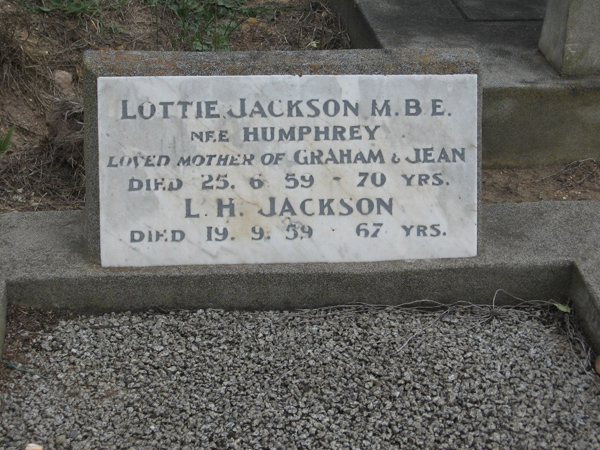 LOTTIE JACKSON M.B.E.
NEE HUMPHREY
LOVED MOTHER OF GRAHAM & JEAN
DIED 25. 6. 59 - 70 YRS.
L. H. JACKSON
DIED 19. 9. 59 67 YRS.